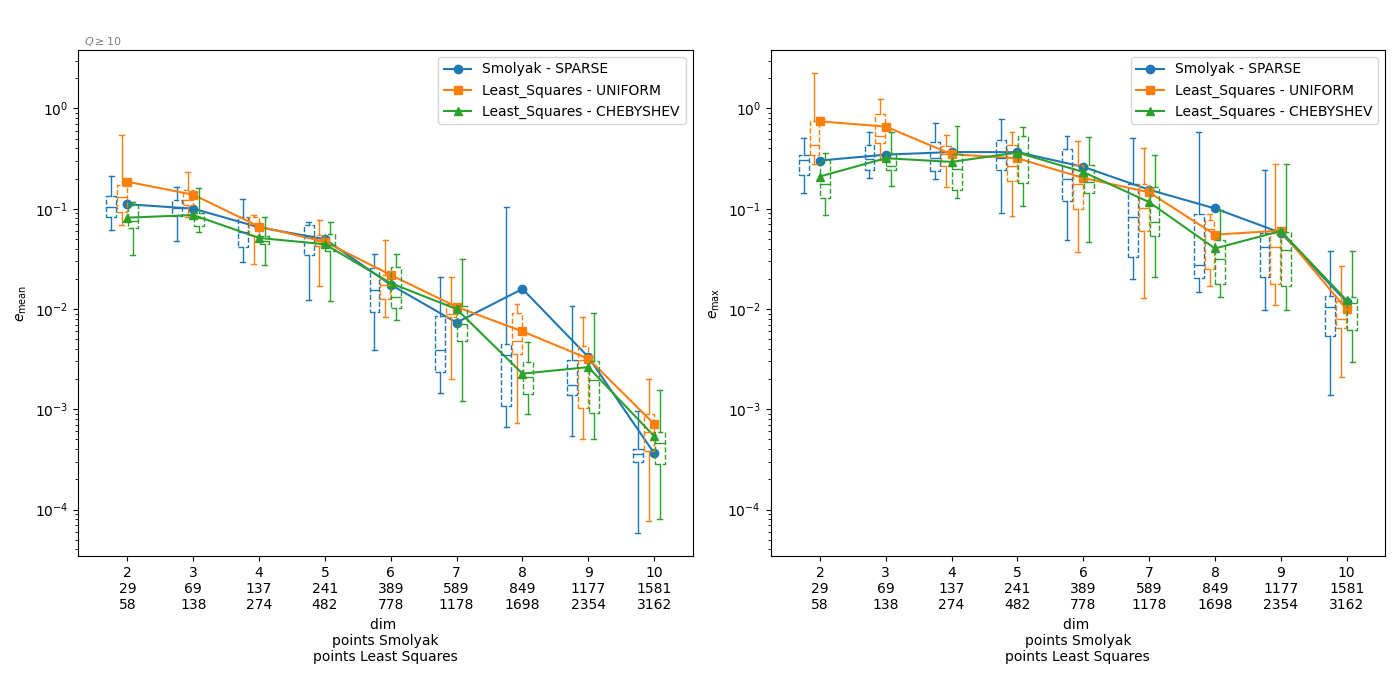 Q ≥ 10
Smolyak - SPARSE
Least_Squares - UNIFORM
Least_Squares - CHEBYSHEV
10⁰
10⁻¹
10⁻²
10⁻³
10⁻⁴
e_mean
2 3 4 5 6 7 8 9 10
29 69 137 241 389 589 849 1177 1581
58 138 274 482 778 1178 1698 2354 3162
dim
points Smolyak
points Least Squares
Smolyak - SPARSE
Least_Squares - UNIFORM
Least_Squares - CHEBYSHEV
10⁰
10⁻¹
10⁻²
10⁻³
10⁻⁴
e_max
2 3 4 5 6 7 8 9 10
29 69 137 241 389 589 849 1177 1581
58 138 274 482 778 1178 1698 2354 3162
dim
points Smolyak
points Least Squares